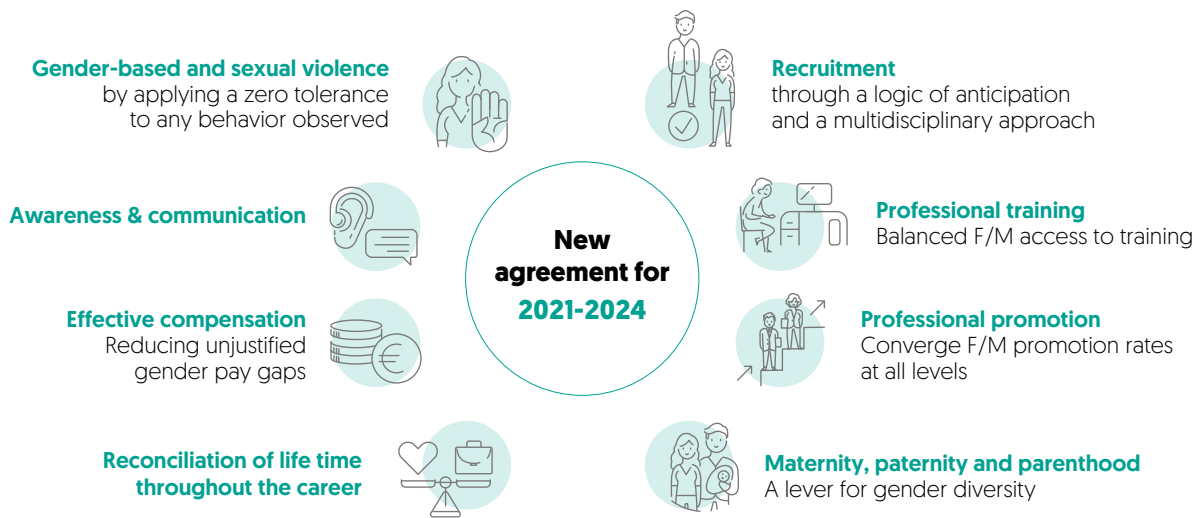 Gender-based and sexual violence
by applying a zero tolerance
to any behavior observed
Recruitment
through a logic of anticipation
and a multidisciplinary approach
Awareness & communication
Professional training
Balanced F/M access to training
New
agreement for
2021-2024
Effective compensation
Reducing unjustified
gender pay gaps
Professional promotion
Converge F/M promotion rates
at all levels
Reconciliation of life time
throughout the career
Maternity, paternity and parenthood
A lever for gender diversity